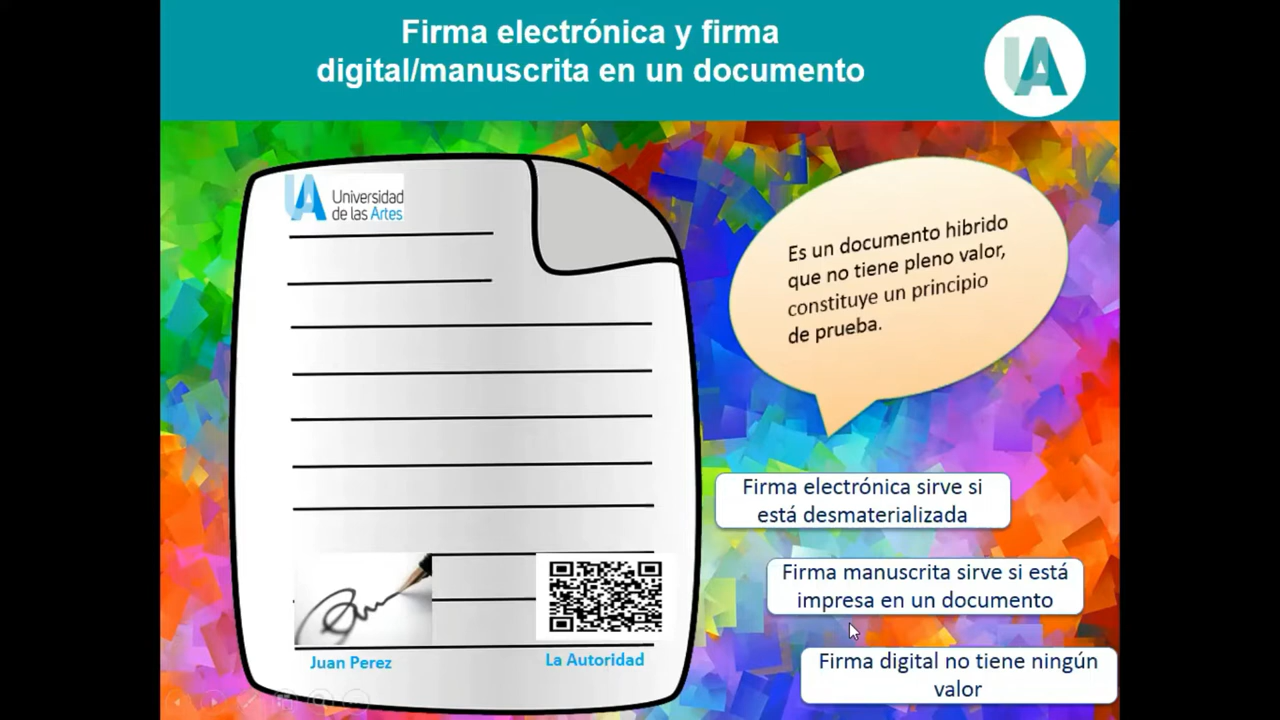 Firma electrónica y firma
digital/manuscrita en un documento
UA
UA
Universidad
de las Artes
Es un documento hibrido
que no tiene pleno valor,
constituye un principio
de prueba.
Firma electrónica sirve si
está desmaterializada
Firma manuscrita sirve si está
impresa en un documento
Firma digital no tiene ningún
valor
Juan Perez
La Autoridad